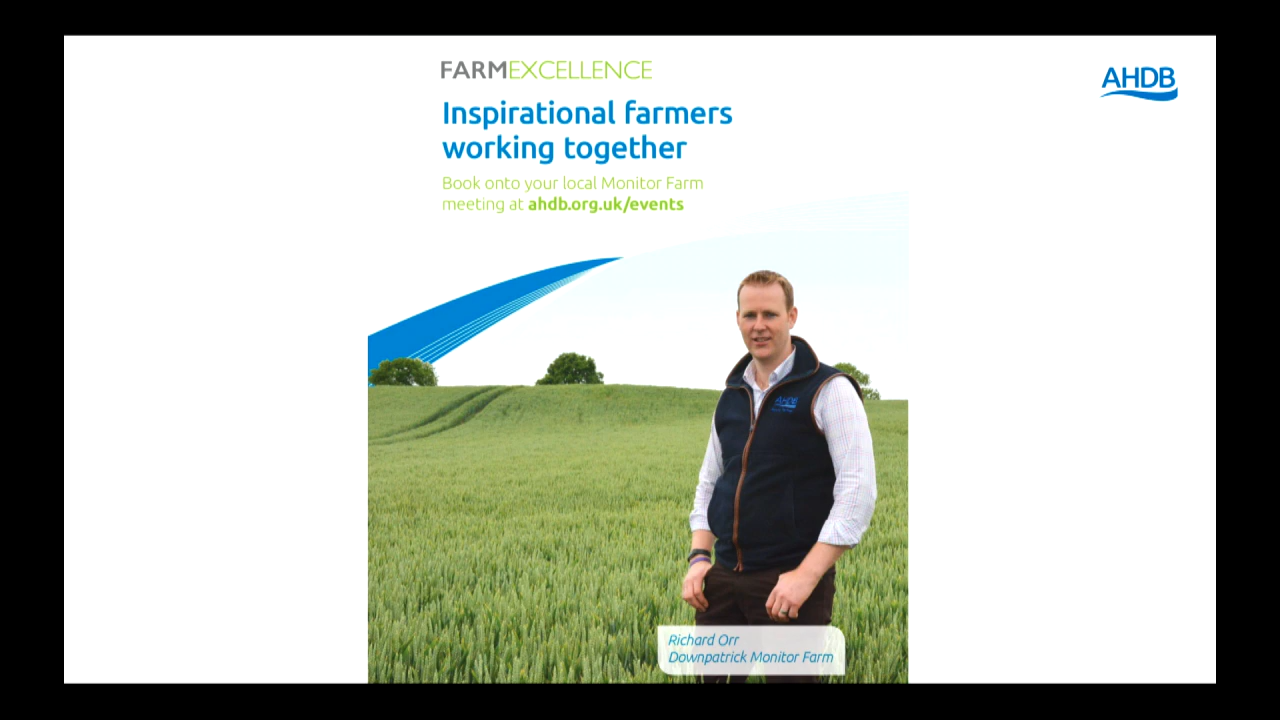 FARMEXCELLENCE
AHDB
Inspirational farmers
working together
Book onto your local Monitor Farm
meeting at ahdb.org.uk/events
AHDB
Richard Orr
Downpatrick Monitor Farm